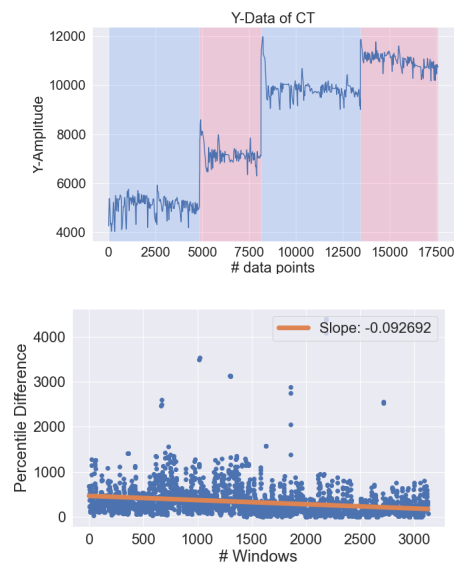 Y-Data of CT
12000
10000
8000
6000
4000
Y-Amplitude
0 2500 5000 7500 10000 12500 15000 17500
# data points
Slope: -0.092692
4000
3000
2000
1000
0
Percentile Difference
0 500 1000 1500 2000 2500 3000
# Windows